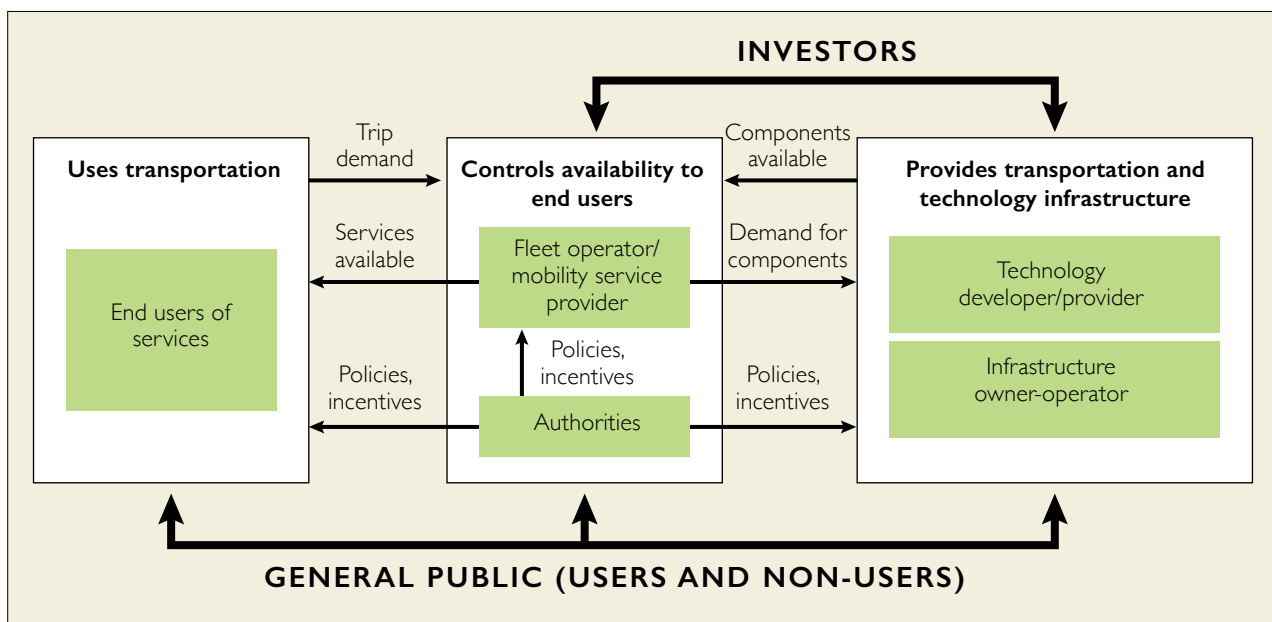 INVESTORS
Uses transportation
Trip
demand
Services
available
Policies,
incentives
End users of
services
Controls availability to
end users
Fleet operator/
mobility service
provider
Policies,
incentives
Authorities
Components
available
Demand for
components
Policies,
incentives
Provides transportation and
technology infrastructure
Technology
developer/provider
Infrastructure
owner-operator
GENERAL PUBLIC (USERS AND NON-USERS)